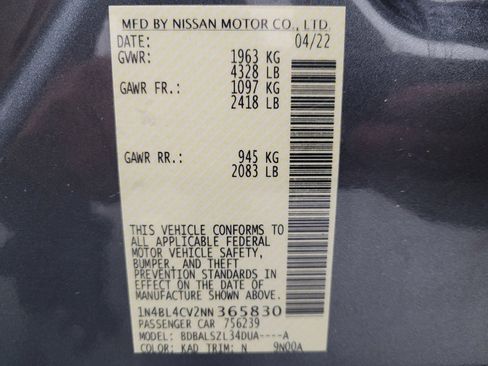 MFD BY NISSAN MOTOR CO., LTD.
DATE: 04/22
GVWR: 1963 KG
4328 LB
GAWR FR.: 1097 KG
2418 LB
GAWR RR.: 945 KG
2083 LB
THIS VEHICLE CONFORMS TO
ALL APPLICABLE FEDERAL
MOTOR VEHICLE SAFETY,
BUMPER, AND THEFT
PREVENTION STANDARDS IN
EFFECT ON THE DATE OF
MANUFACTURE SHOWN ABOVE.
1N4BL4CV2NN365830
PASSENGER CAR 756239
MODEL: BDBALSZL34DUA----A
COLOR: KAD TRIM: N 9N00A